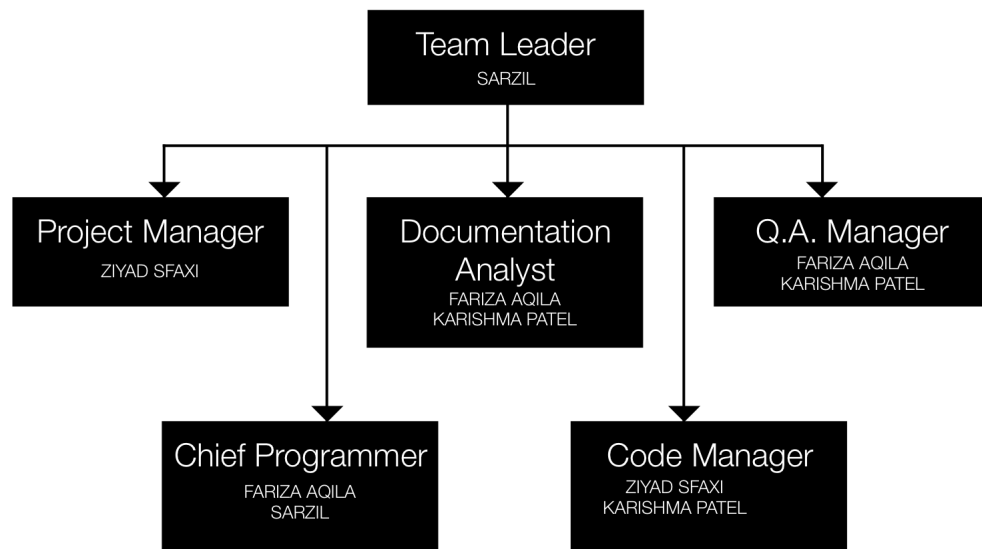 Team Leader
SARZIL
Project Manager
ZIYAD SFAXI
Documentation
Analyst
FARIZA AQILA
KARISHMA PATEL
Q.A. Manager
FARIZA AQILA
KARISHMA PATEL
Chief Programmer
FARIZA AQILA
SARZIL
Code Manager
ZIYAD SFAXI
KARISHMA PATEL